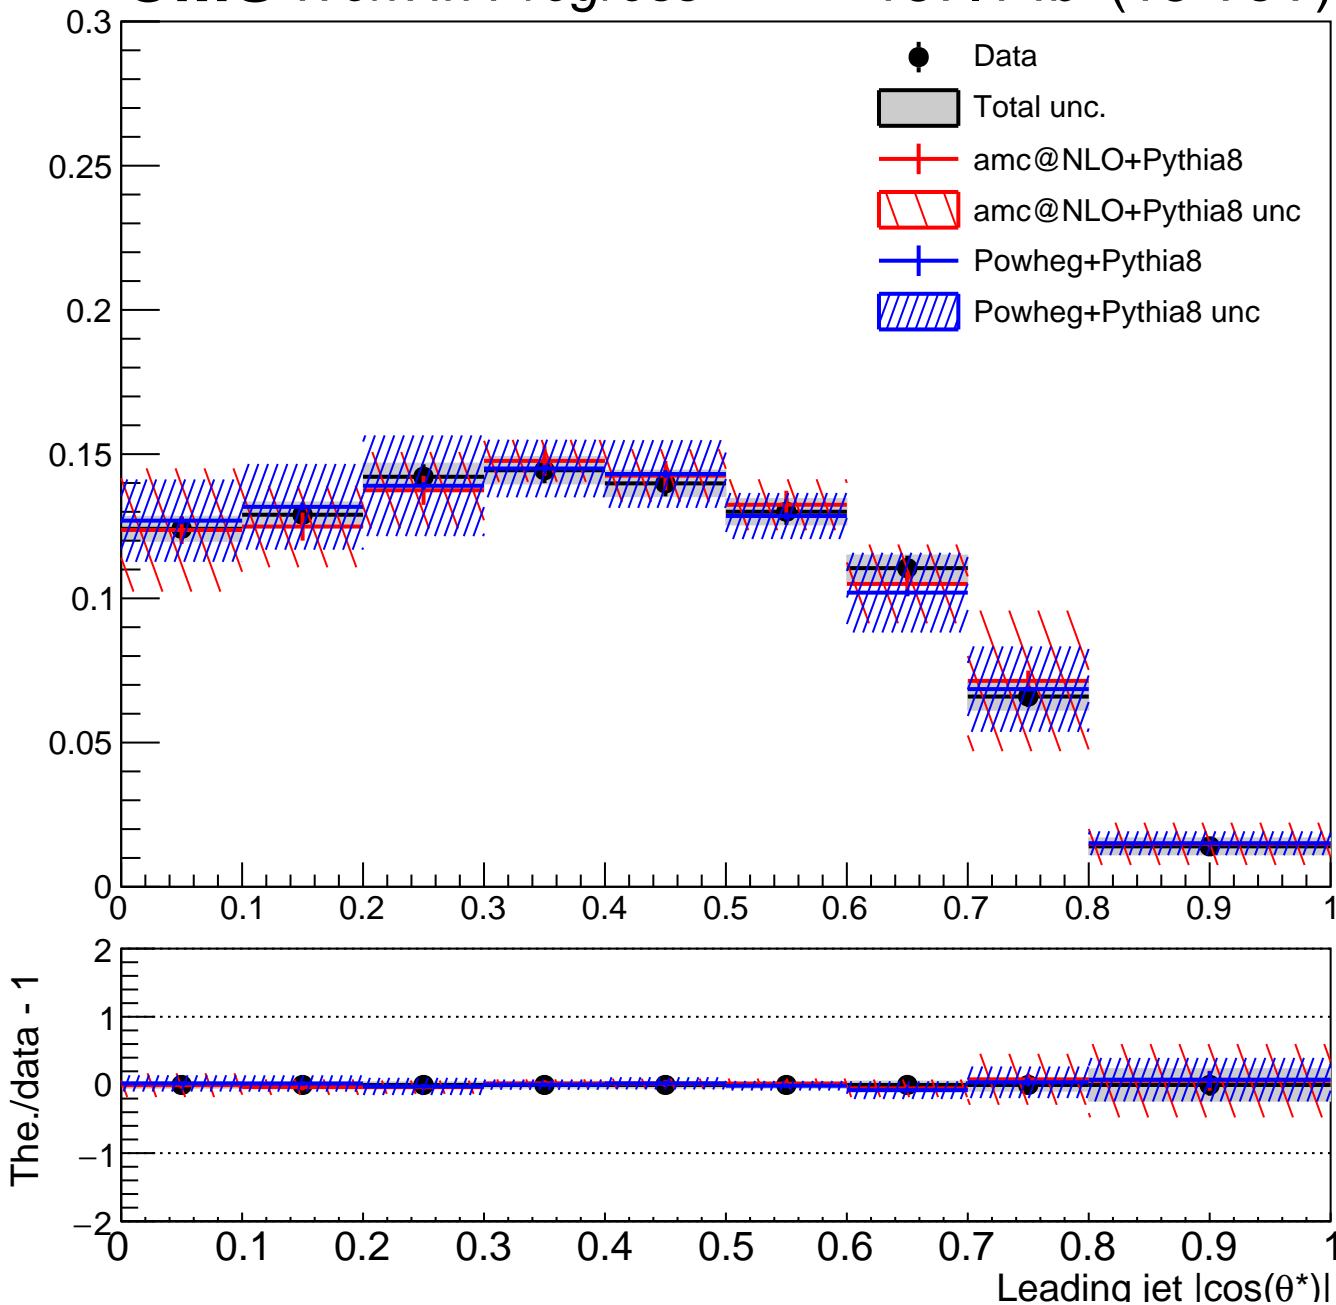 Data
Total unc.
amc@NLO+Pythia8
amc@NLO+Pythia8 unc
Powheg+Pythia8
Powheg+Pythia8 unc
0.3
0.25
0.2
0.15
0.1
0.05
0
0 0.1 0.2 0.3 0.4 0.5 0.6 0.7 0.8 0.9 1
The./data - 1
2
1
0
−1
−2
0 0.1 0.2 0.3 0.4 0.5 0.6 0.7 0.8 0.9 1
Leading jet |cos(θ*)|